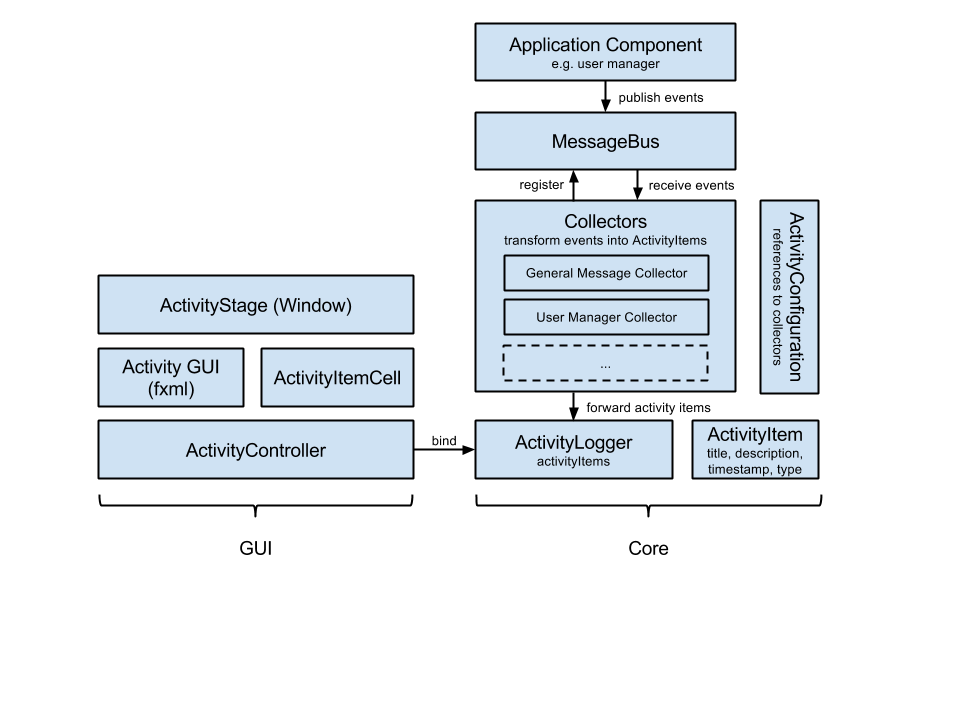 Application Component
e.g. user manager
publish events
MessageBus
register
receive events
Collectors
transform events into ActivityItems
General Message Collector
User Manager Collector
...
ActivityConfiguration
references to collectors
forward activity items
ActivityStage (Window)
Activity GUI
(fxml)
ActivityItemCell
ActivityController
bind
ActivityLogger
activityItems
ActivityItem
title, description,
timestamp, type
GUI
Core